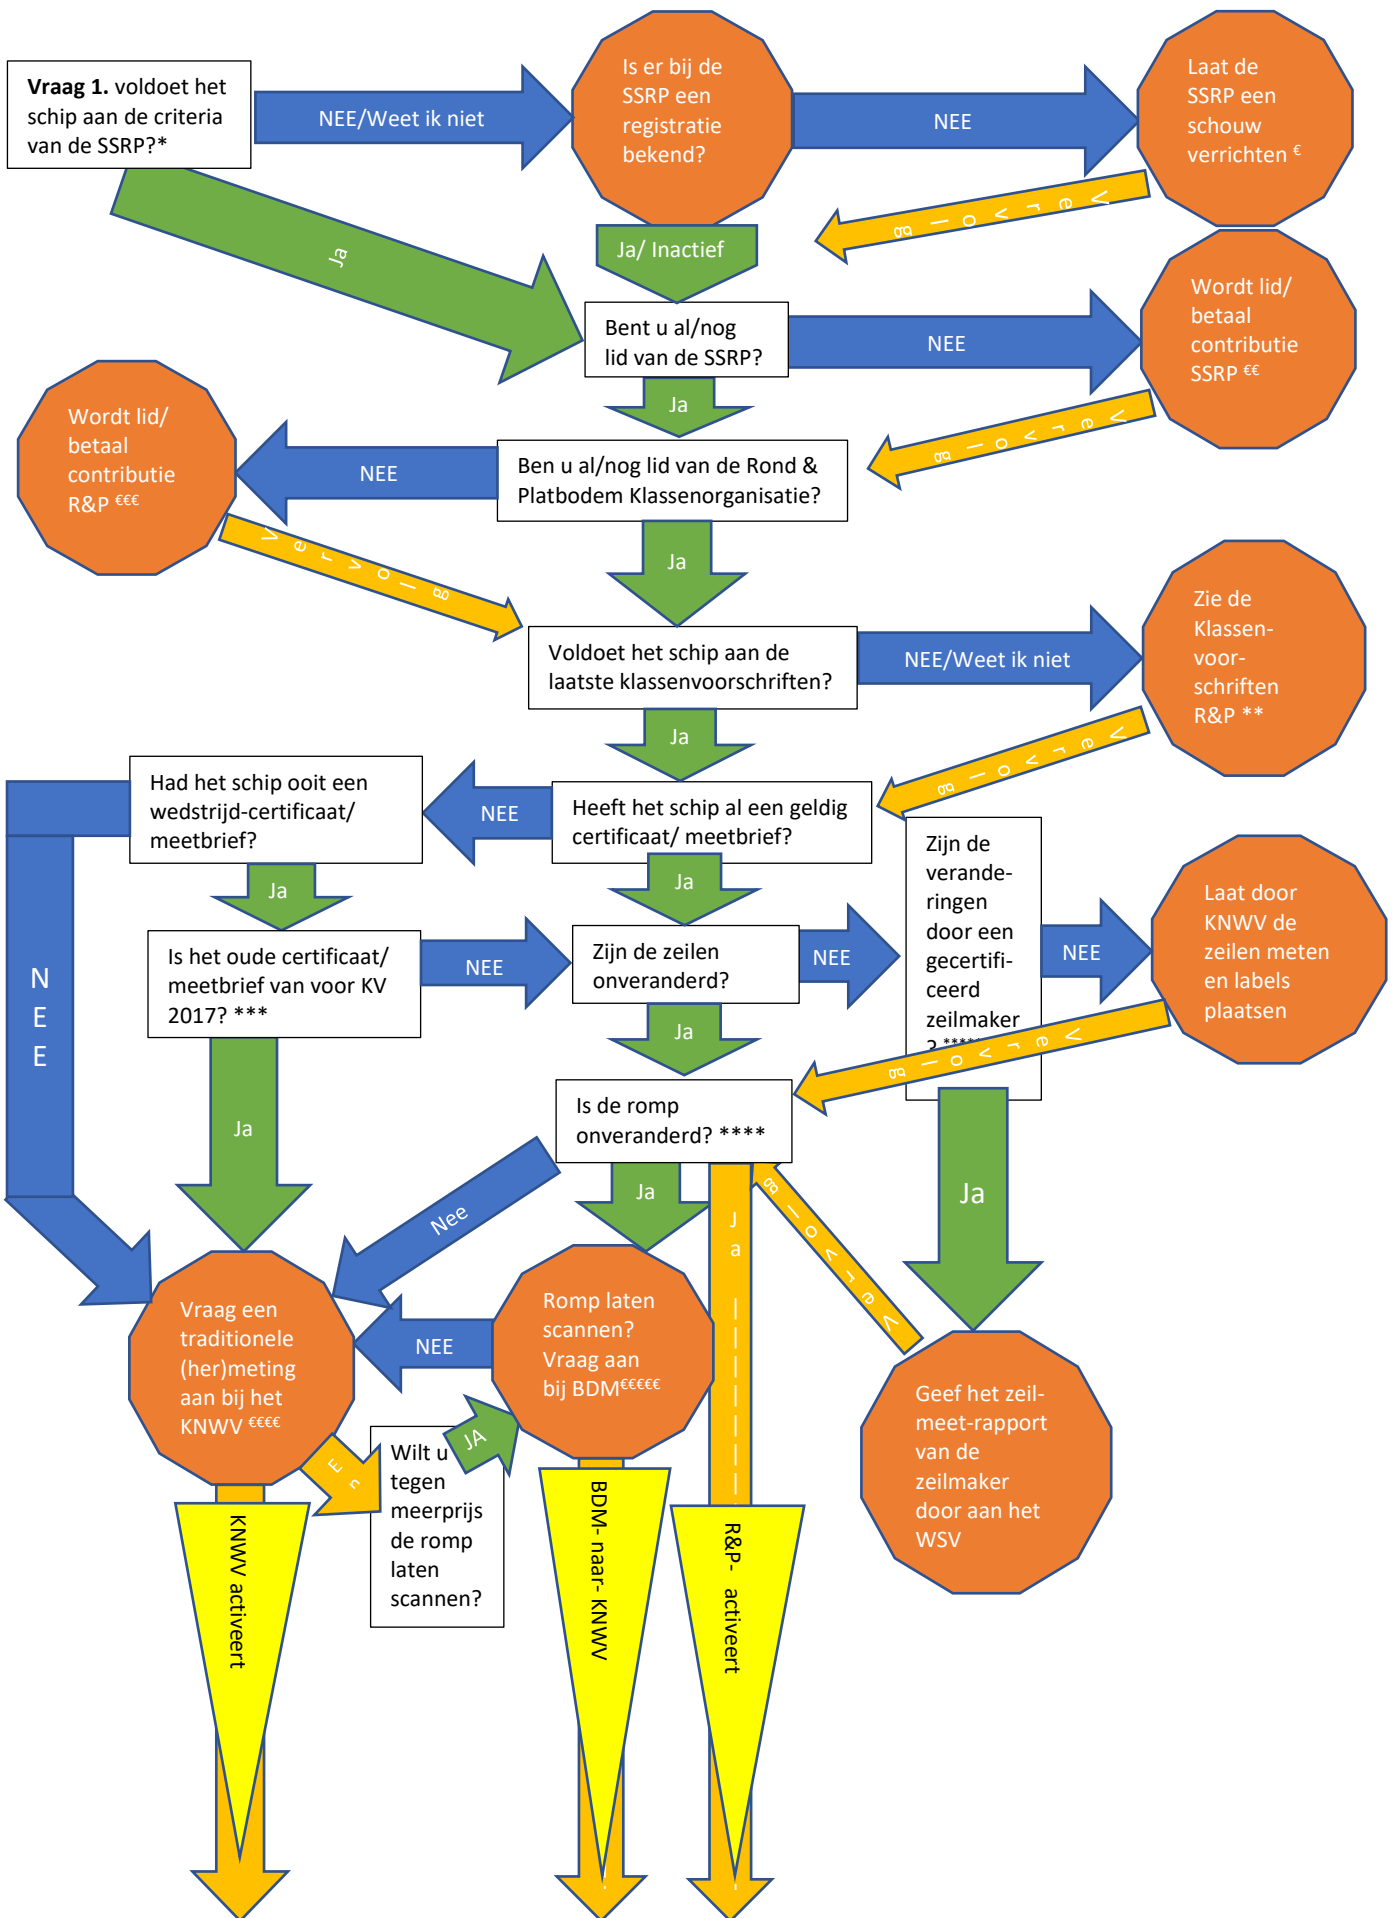 Vraag 1. voldoet het
schip aan de criteria
van de SSRP?*
NEE/Weet ik niet
Is er bij de
SSRP een
registratie
bekend?
NEE
Laat de
SSRP een
schouw
verrichten €
Vervolg
Ja
Ja/ Inactief
Bent u al/nog
lid van de SSRP?
NEE
Wordt lid/
betaal
contributie
SSRP €€
Vervolg
Ja
Wordt lid/
betaal
contributie
R&P €€€
NEE
Ben u al/nog lid van de Rond &
Platbodem Klassenorganisatie?
Vervolg
Ja
Voldoet het schip aan de
laatste klassenvoorschriften?
NEE/Weet ik niet
Zie de
Klassen-
voor-
schriften
R&P **
Vervolg
Ja
Had het schip ooit een
wedstrijd-certificaat/
meetbrief?
NEE
Heeft het schip al een geldig
certificaat/ meetbrief?
Ja
Ja
N
E
E
Is het oude certificaat/
meetbrief van voor KV
2017? ***
NEE
Zijn de zeilen
onveranderd?
NEE
Zijn de
verande-
ringen
door een
gecertifi-
ceerd
zeilmaker
NEE
Laat door
KNWV de
zeilen meten
en labels
plaatsen
Vervolg
Ja
Ja
Is de romp
onveranderd? ****
Ja
Nee
Ja
Ja
Vervolg
Vraag een
traditionele
(her)meting
aan bij het
KNWV €€€€
NEE
Romp laten
scannen?
Vraag aan
bij BDM€€€€€
Geef het zeil-
meet-rapport
van de
zeilmaker
door aan het
WSV
En
JA
Wilt u
tegen
meerprijs
de romp
laten
scannen?
KNWV activeert
BDM- naar- KNWV
R&P- activeert